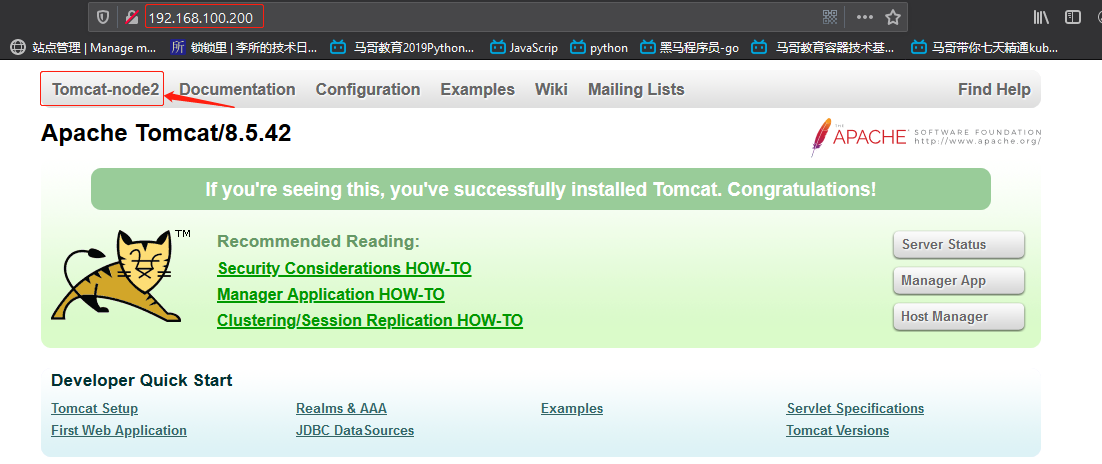 192.168.100.200
站点管理 | Manage m... 所 锁锁里 | 李所的技术日... 马哥教育2019Python... JavaScrip python 黑马程序员-go 马哥教育容器技术基... 马哥带你七天精通kub...
Tomcat-node2 Documentation Configuration Examples Wiki Mailing Lists Find Help
Apache Tomcat/8.5.42
THE
APACHE® SOFTWARE FOUNDATION
http://www.apache.org/
If you're seeing this, you've successfully installed Tomcat. Congratulations!
TM
Recommended Reading:
Security Considerations HOW-TO
Manager Application HOW-TO
Clustering/Session Replication HOW-TO
Server Status
Manager App
Host Manager
Developer Quick Start
Tomcat Setup Realms & AAA Examples Servlet Specifications
First Web Application JDBC DataSources Tomcat Versions